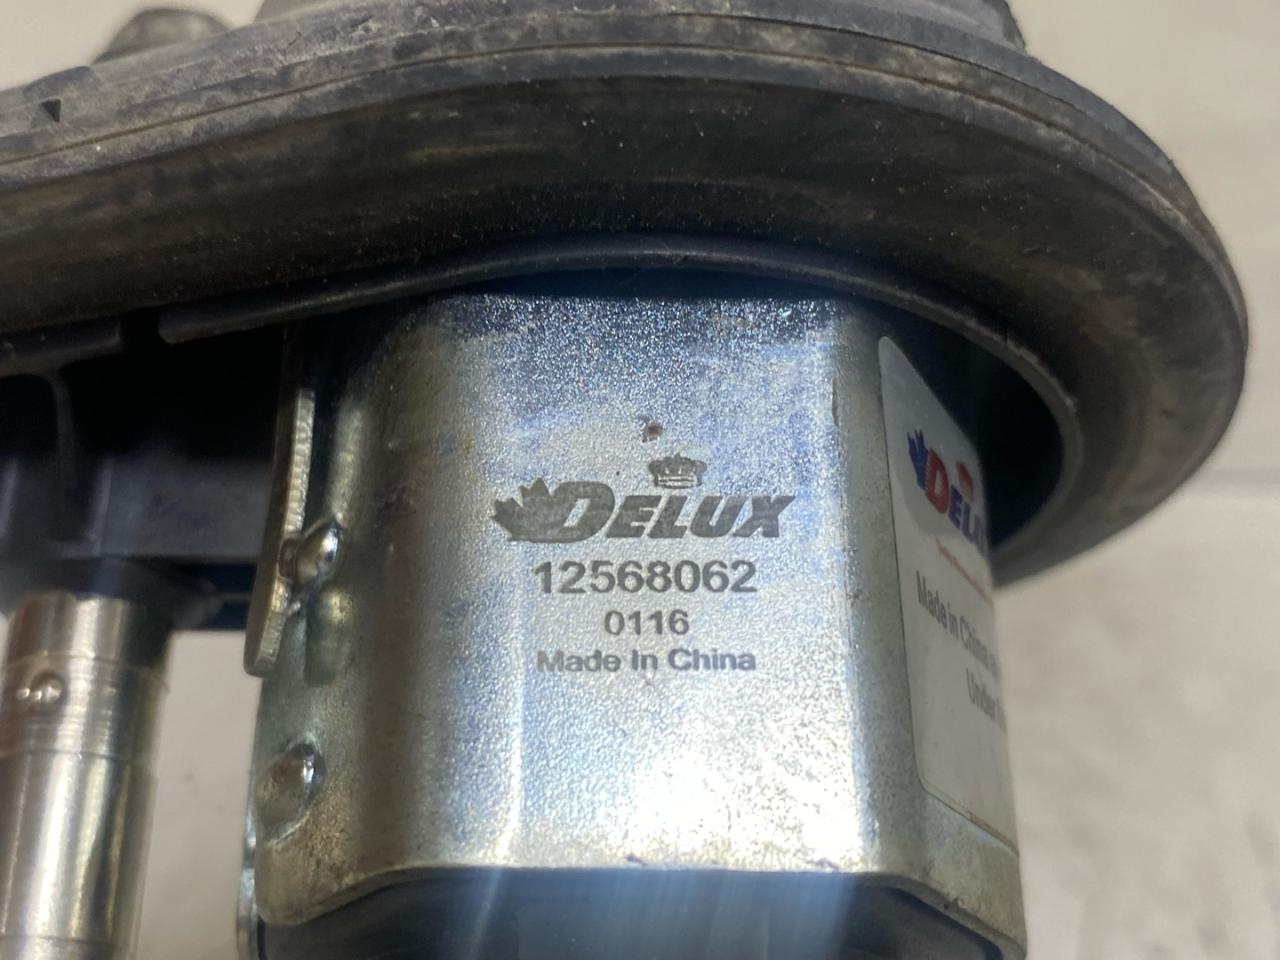 DELUX
12568062
0116
Made In China
DELU
Made in China
Under